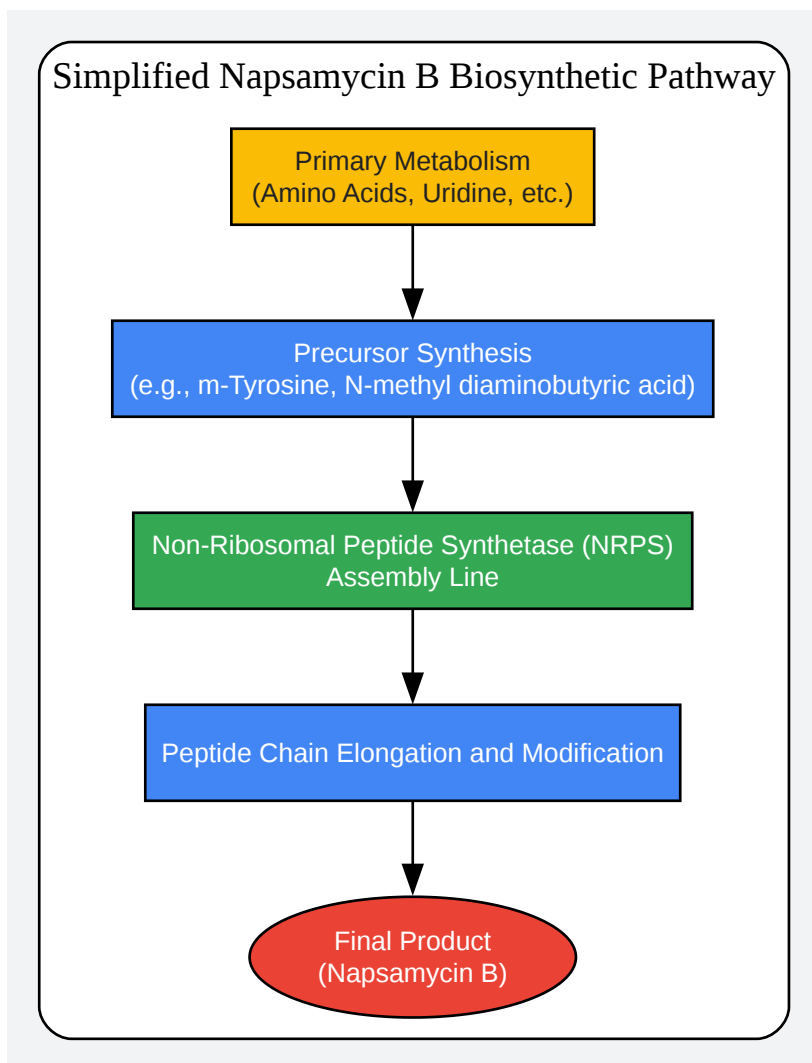 Simplified Napsamycin B Biosynthetic Pathway
Primary Metabolism
(Amino Acids, Uridine, etc.)
Precursor Synthesis
(e.g., m-Tyrosine, N-methyl diaminobutyric acid)
Non-Ribosomal Peptide Synthetase (NRPS)
Assembly Line
Peptide Chain Elongation and Modification
Final Product
(Napsamycin B)